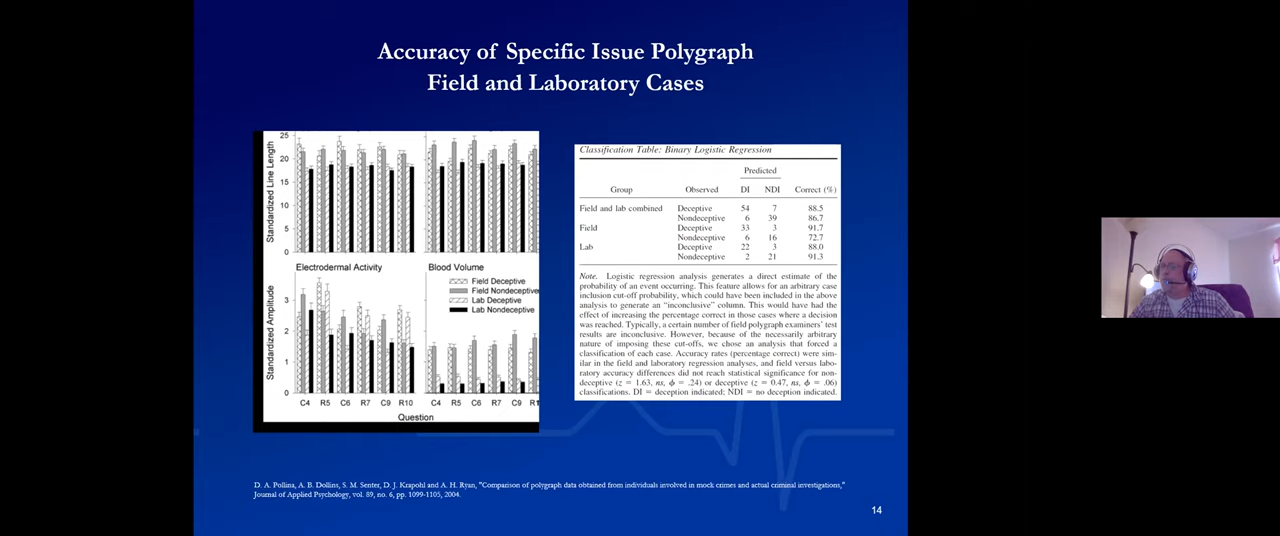 Accuracy of Specific Issue Polygraph
Field and Laboratory Cases
25
20
15
10
5
0
Standardized Line Length
Electrodermal Activity
Blood Volume
Field Deceptive
Field Nondeceptive
Lab Deceptive
Lab Nondeceptive
3
2
1
0
Standardized Amplitude
C4 R5 C6 R7 C9 R10 C4 R5 C6 R7 C9 R1
Question
Classification Table: Binary Logistic Regression
Predicted
Group Observed DI NDI Correct (%)
Field and lab combined Deceptive 54 7 88.5
Nondeceptive 6 39 86.7
Field Deceptive 33 3 91.7
Nondeceptive 6 16 72.7
Lab Deceptive 22 3 88.0
Nondeceptive 2 21 91.3
Note. Logistic regression analysis generates a direct estimate of the
probability of an event occurring. This feature allows for an arbitrary case
inclusion cut-off probability, which could have been included in the above
analysis to generate an "inconclusive" column. This would have had the
effect of increasing the percentage correct in those cases where a decision
was reached. Typically, a certain number of field polygraph examiners' test
results are inconclusive. However, because of the necessarily arbitrary
nature of imposing these cut-offs, we chose an analysis that forced a
classification of each case. Accuracy rates (percentage correct) were sim-
ilar in the field and laboratory regression analyses, and field versus labo-
ratory accuracy differences did not reach statistical significance for non-
deceptive (z = 1.63, ns, ϕ = .24) or deceptive (z = 0.47, ns, ϕ = .06)
classifications. DI = deception indicated; NDI = no deception indicated.
D. A. Pollina, A. B. Dollins, S. M. Senter, D. J. Krapohl and A. H. Ryan, "Comparison of polygraph data obtained from individuals involved in mock crimes and actual criminal investigations,"
Journal of Applied Psychology, vol. 89, no. 6, pp. 1099-1105, 2004.
14